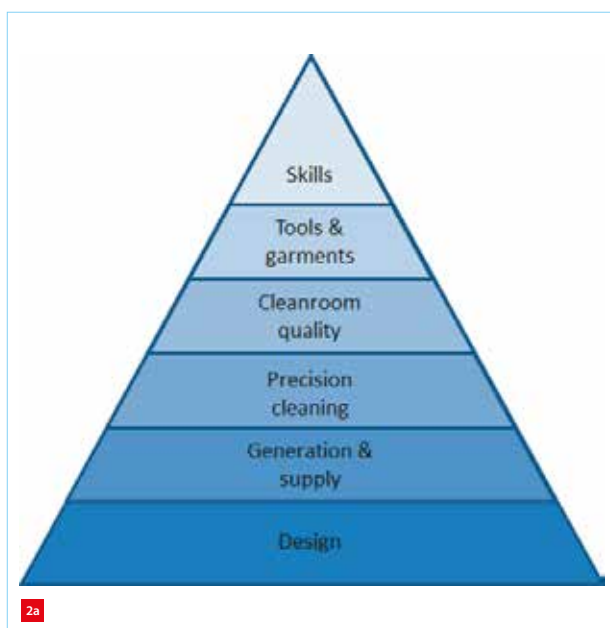 Skills
Tools &
garments
Cleanroom
quality
Precision
cleaning
Generation &
supply
Design
2a